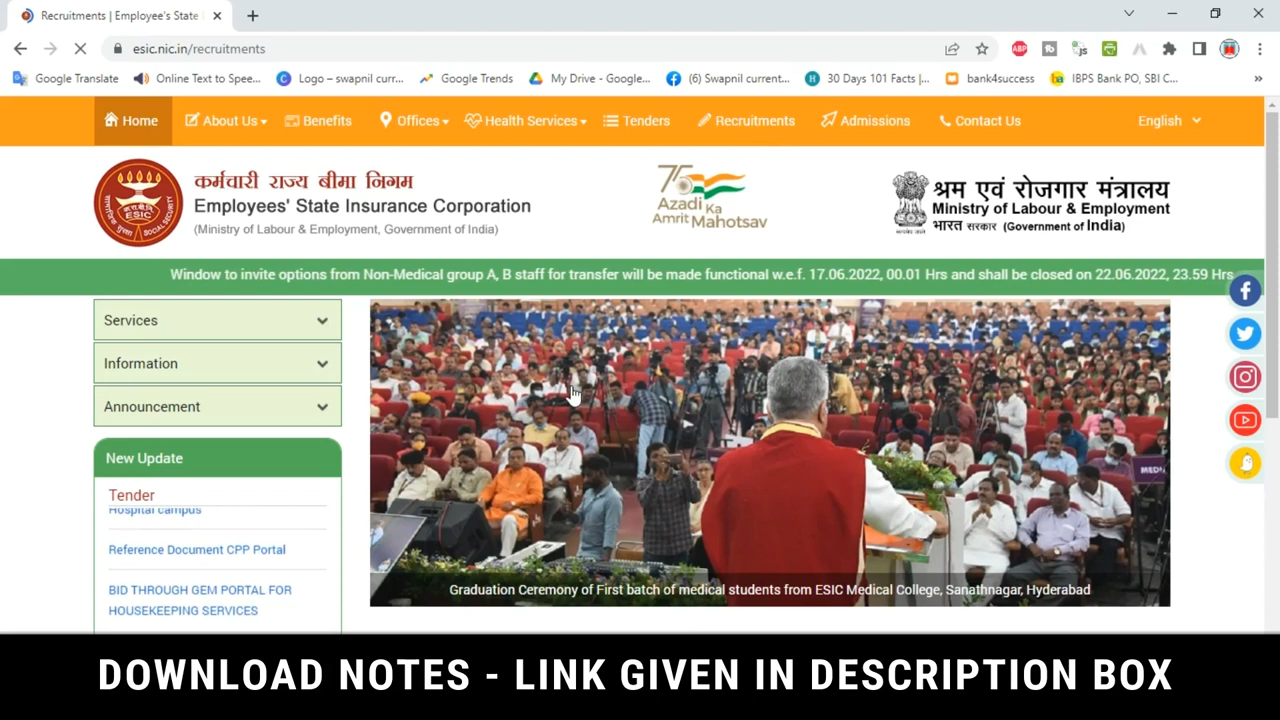 Recruitments | Employee's State
esic.nic.in/recruitments
ABP
js
Google Translate
Online Text to Spee...
Logo – swapnil curr...
Google Trends
My Drive - Google...
(6) Swapnil current...
30 Days 101 Facts |...
bank4success
IBPS Bank PO, SBI C...
Home
About Us
Benefits
Offices
Health Services
Tenders
Recruitments
Admissions
Contact Us
English
ESIC
SOCIAL SECURITY
कर्मचारी राज्य बीमा निगम
Employees' State Insurance Corporation
(Ministry of Labour & Employment, Government of India)
75
Azadi Ka
Amrit Mahotsav
श्रम एवं रोजगार मंत्रालय
Ministry of Labour & Employment
भारत सरकार (Government of India)
Window to invite options from Non-Medical group A, B staff for transfer will be made functional w.e.f. 17.06.2022, 00.01 Hrs and shall be closed on 22.06.2022, 23.59 Hrs
Services
Information
Announcement
New Update
Tender
Hospital campus
Reference Document CPP Portal
BID THROUGH GEM PORTAL FOR
HOUSEKEEPING SERVICES
Graduation Ceremony of First batch of medical students from ESIC Medical College, Sanathnagar, Hyderabad
DOWNLOAD NOTES - LINK GIVEN IN DESCRIPTION BOX